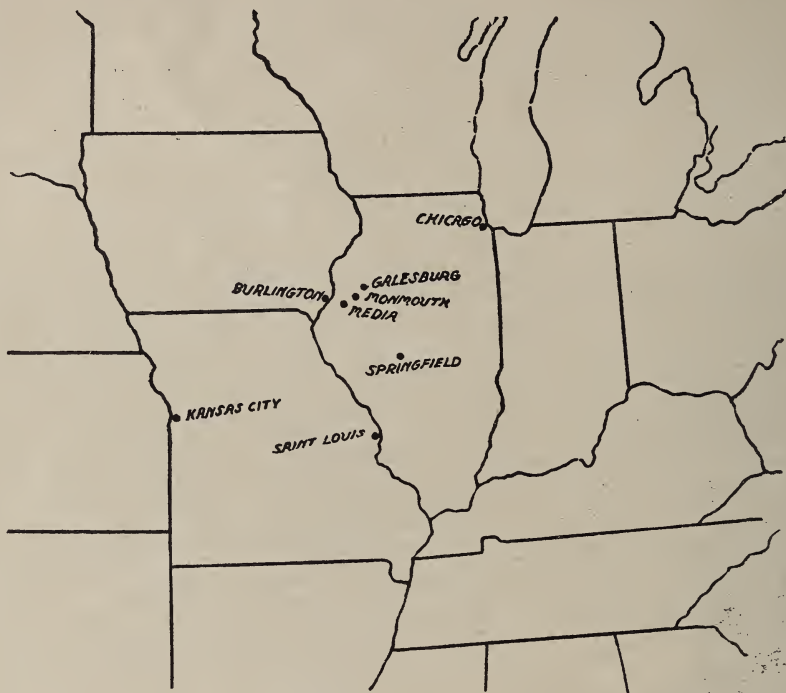 CHICAGO
GALESBURG
BURLINGTON
MONMOUTH
MEDIA
SPRINGFIELD
KANSAS CITY
SAINT LOUIS